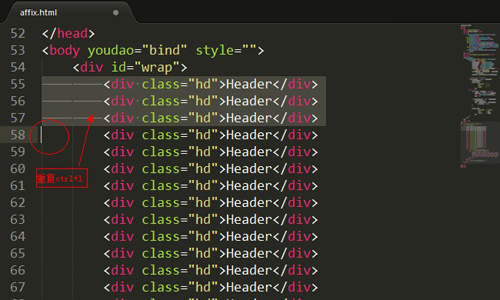 affix.html
52 </head>
53 <body youdao="bind" style="">
54 <div id="wrap">
55 <div class="hd">Header</div>
56 <div class="hd">Header</div>
57 <div class="hd">Header</div>
58 <div class="hd">Header</div>
59 <div class="hd">Header</div>
60 <div class="hd">Header</div>
重复ctrl+l
61 <div class="hd">Header</div>
62 <div class="hd">Header</div>
63 <div class="hd">Header</div>
64 <div class="hd">Header</div>
65 <div class="hd">Header</div>
66 <div class="hd">Header</div>
67 <div class="hd">Header</div>